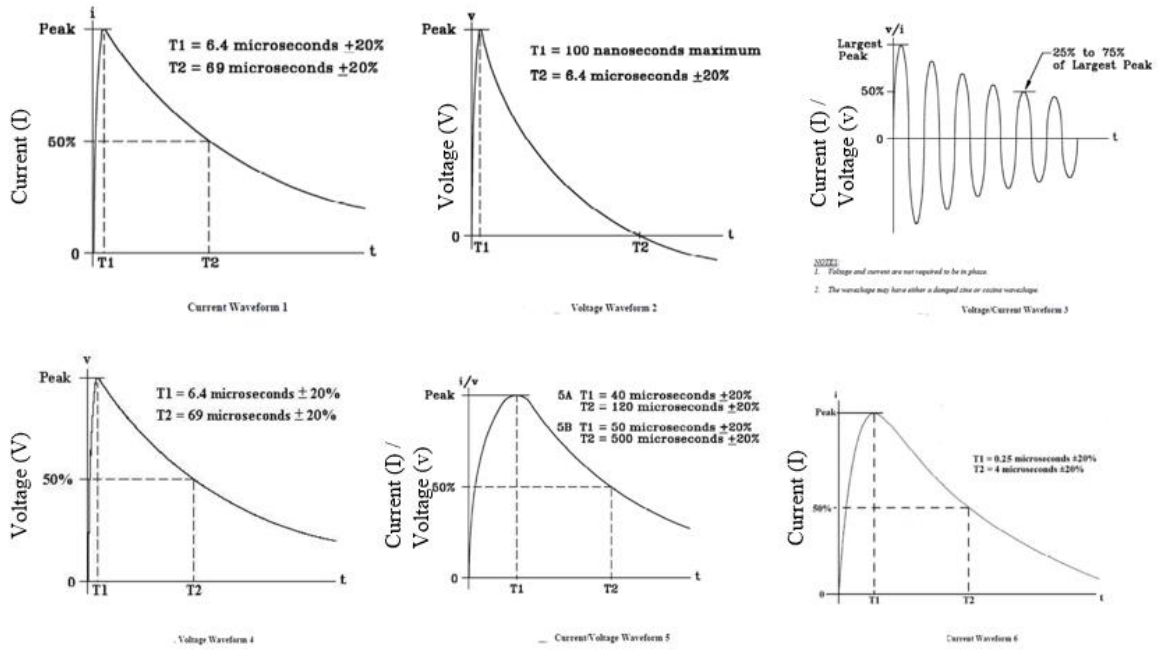 i
Peak
T1 = 6.4 microseconds ±20%
T2 = 69 microseconds ±20%
Current (I)
50%
0
T1
T2
t
Current Waveform 1
v
Peak
T1 = 100 nanoseconds maximum
T2 = 6.4 microseconds ±20%
Voltage (V)
0
T1
T2
t
Voltage Waveform 2
v/i
Largest
Peak
25% to 75%
of Largest Peak
50%
Current (I) /
Voltage (v)
0
t
NOTES:
1. Voltage and current are not required to be in phase.
2. The waveshape may have either a damped sine or cosine waveshape.
Voltage/Current Waveform 3
v
Peak
T1 = 6.4 microseconds ± 20%
T2 = 69 microseconds ± 20%
Voltage (V)
50%
0
T1
T2
t
Voltage Waveform 4
i/v
Peak
5A T1 = 40 microseconds ±20%
T2 = 120 microseconds ±20%
5B T1 = 50 microseconds ±20%
T2 = 500 microseconds ±20%
Current (I) /
Voltage (v)
50%
0
T1
T2
t
Current/Voltage Waveform 5
i
Peak
T1 = 0.25 microseconds ±20%
T2 = 4 microseconds ±20%
Current (I)
50%
0
T1
T2
t
Current Waveform 6